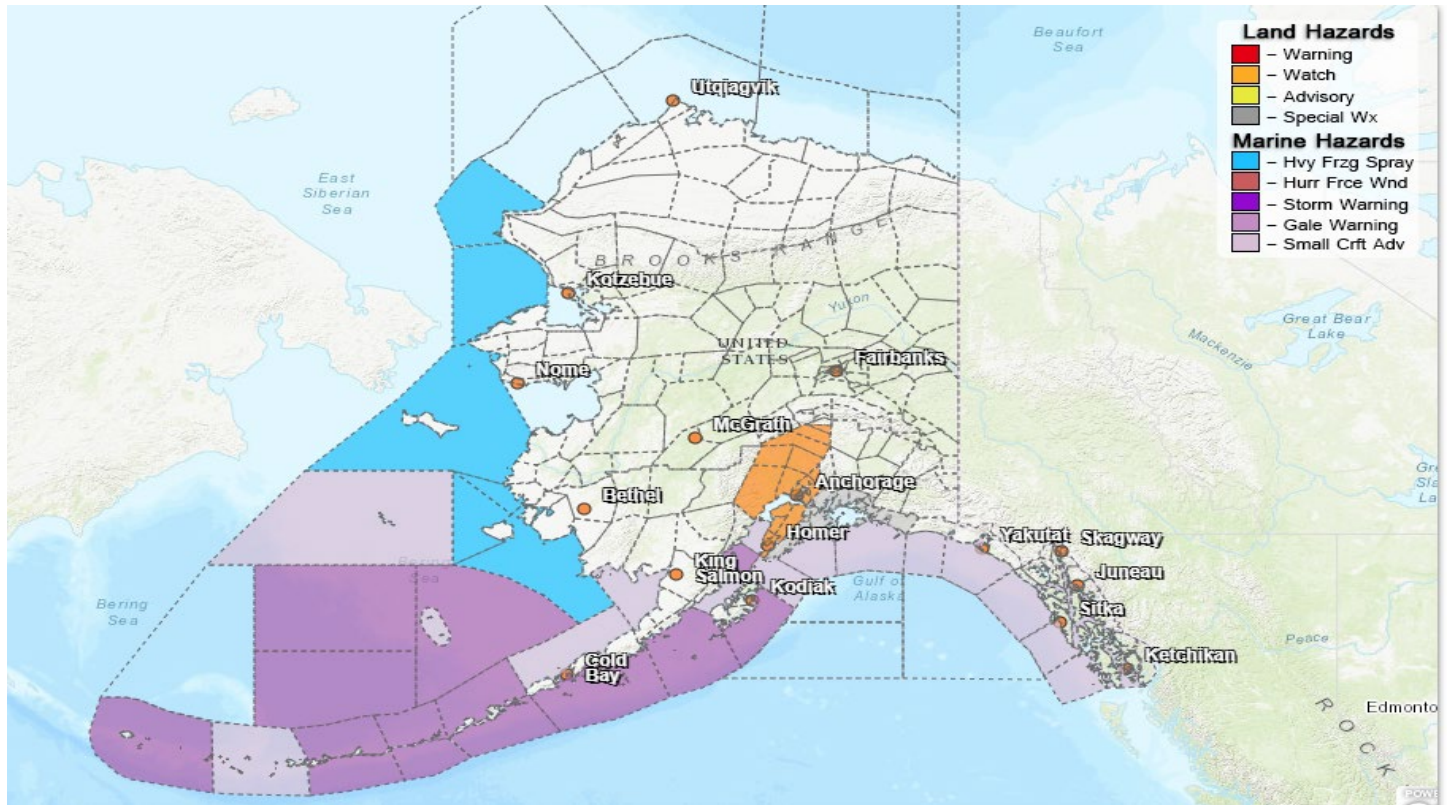 Land Hazards
– Warning
– Watch
– Advisory
– Special Wx
Marine Hazards
– Hvy Frzg Spray
– Hurr Frce Wnd
– Storm Warning
– Gale Warning
– Small Crft Adv
Beaufort
Sea
Utqiagvik
East
Siberian
Sea
BROOKS RANGE
Kotzebue
Yukon
Great Bear
Lake
Mackenzie
UNITED
STATES
Fairbanks
Nome
McGrath
Anchorage
Bethel
Homer
Yakutat
Skagway
King
Salmon
Juneau
Kodiak
Gulf of
Alaska
Sitka
Bering
Sea
Sea
Peace
Ketchikan
Cold
Bay
Edmonto
ROCK
POWE